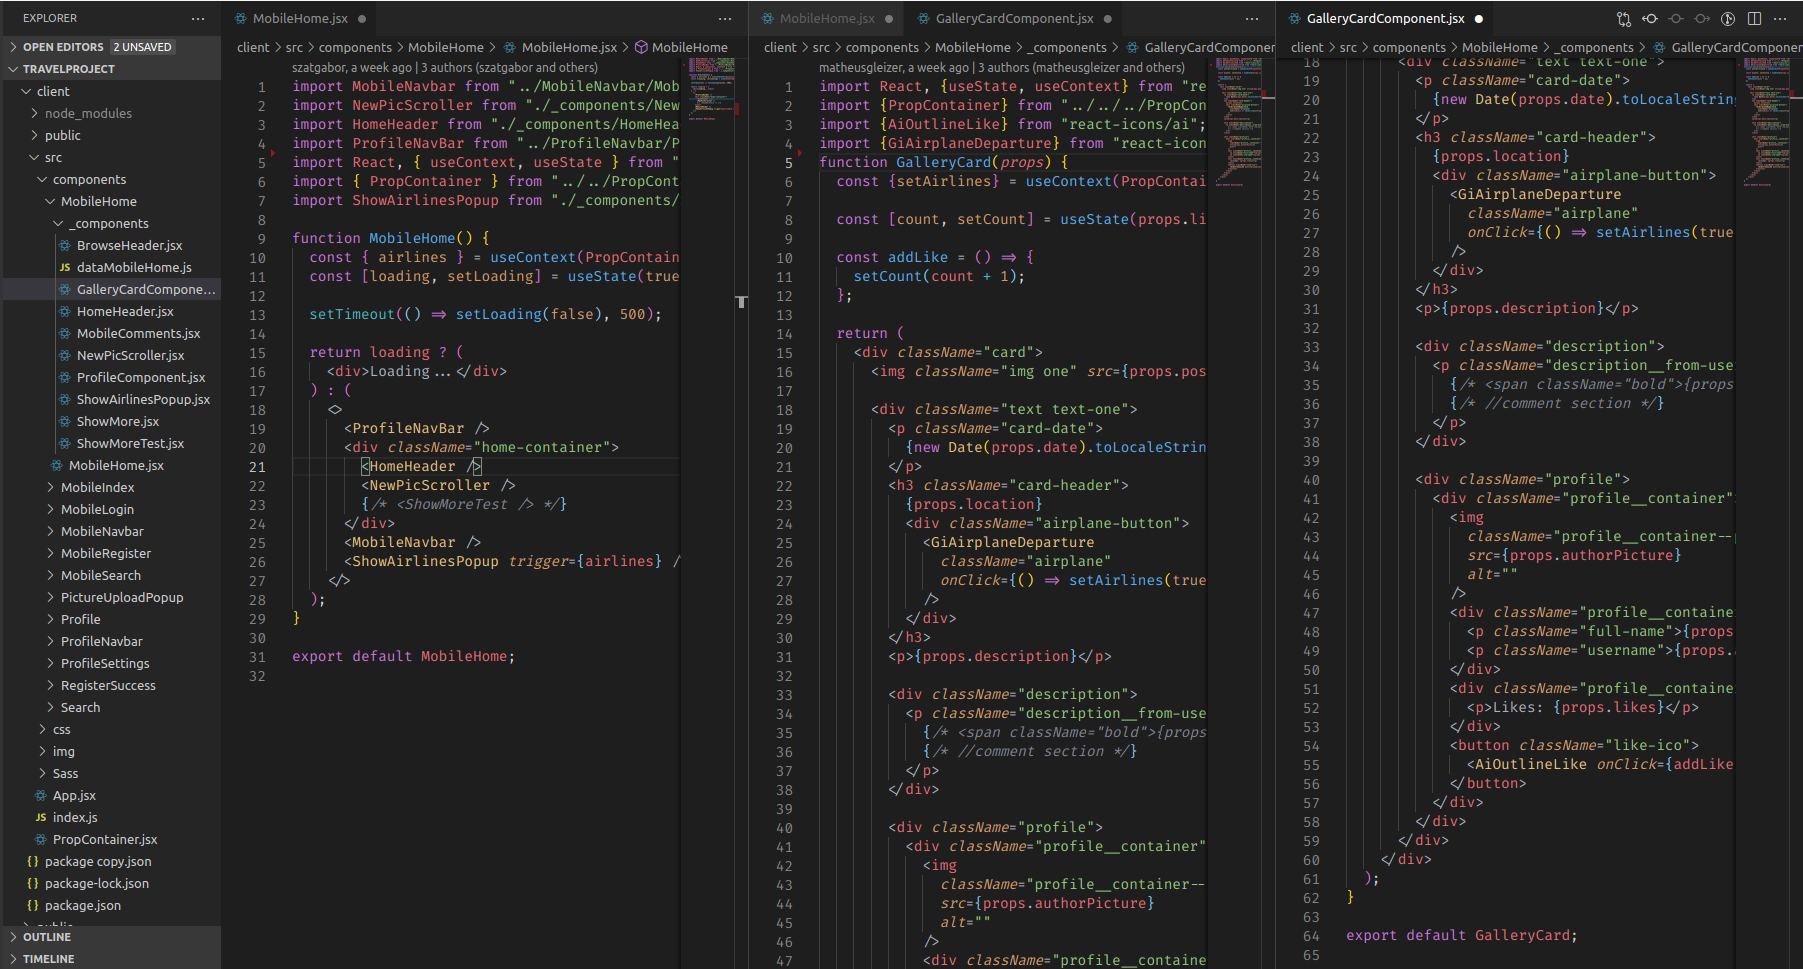 EXPLORER
OPEN EDITORS 2 UNSAVED
TRAVELPROJECT
client
node_modules
public
src
components
MobileHome
_components
BrowseHeader.jsx
JS dataMobileHome.js
GalleryCardCompone...
HomeHeader.jsx
MobileComments.jsx
NewPicScroller.jsx
ProfileComponent.jsx
ShowAirlinesPopup.jsx
ShowMore.jsx
ShowMoreTest.jsx
MobileHome.jsx
MobileIndex
MobileLogin
MobileNavbar
MobileRegister
MobileSearch
PictureUploadPopup
Profile
ProfileNavbar
ProfileSettings
RegisterSuccess
Search
css
img
Sass
App.jsx
JS index.js
PropContainer.jsx
{} package copy.json
{} package-lock.json
{} package.json
OUTLINE
TIMELINE
MobileHome.jsx
client > src > components > MobileHome > MobileHome.jsx > MobileHome
szatgabor, a week ago | 3 authors (szatgabor and others)
1 import MobileNavbar from "../MobileNavbar/Mob
2 import NewPicScroller from "./_components/New
3 import HomeHeader from "./_components/HomeHea
4 import ProfileNavBar from "../ProfileNavbar/P
5 import React, { useContext, useState } from "
6 import { PropContainer } from "../../PropCont
7 import ShowAirlinesPopup from "./_components/
8
9 function MobileHome() {
10 const { airlines } = useContext(PropContain
11 const [loading, setLoading] = useState(true
12
13 setTimeout(() => setLoading(false), 500);
14
15 return loading ? (
16 <div>Loading...</div>
17 ) : (
18 <>
19 <ProfileNavBar />
20 <div className="home-container">
21 <HomeHeader />
22 <NewPicScroller />
23 {/* <ShowMoreTest /> */}
24 </div>
25 <MobileNavbar />
26 <ShowAirlinesPopup trigger={airlines} /
27 </>
28 );
29 }
30
31 export default MobileHome;
32
MobileHome.jsx
GalleryCardComponent.jsx
client > src > components > MobileHome > _components > GalleryCardComponen
matheusgleizer, a week ago | 3 authors (matheusgleizer and others)
1 import React, {useState, useContext} from "re
2 import {PropContainer} from "../../../PropCon
3 import {AiOutlineLike} from "react-icons/ai";
4 import {GiAirplaneDeparture} from "react-icon
5 function GalleryCard(props) {
6 const {setAirlines} = useContext(PropContai
7
8 const [count, setCount] = useState(props.li
9
10 const addLike = () => {
11 setCount(count + 1);
12 };
13
14 return (
15 <div className="card">
16 <img className="img one" src={props.pos
17
18 <div className="text text-one">
19 <p className="card-date">
20 {new Date(props.date).toLocaleStrin
21 </p>
22 <h3 className="card-header">
23 {props.location}
24 <div className="airplane-button">
25 <GiAirplaneDeparture
26 className="airplane"
27 onClick={() => setAirlines(true
28 />
29 </div>
30 </h3>
31 <p>{props.description}</p>
32
33 <div className="description">
34 <p className="description__from-use
35 {/* <span className="bold">{props
36 {/* //comment section */}
37 </p>
38 </div>
39
40 <div className="profile">
41 <div className="profile__container"
42 <img
43 className="profile__container--
44 src={props.authorPicture}
45 alt=""
46 />
47 <div className="profile__containe
GalleryCardComponent.jsx
client > src > components > MobileHome > _components > GalleryCardComponen
18 <div className="text text-one">
19 <p className="card-date">
20 {new Date(props.date).toLocaleString
21 </p>
22 <h3 className="card-header">
23 {props.location}
24 <div className="airplane-button">
25 <GiAirplaneDeparture
26 className="airplane"
27 onClick={() => setAirlines(true
28 />
29 </div>
30 </h3>
31 <p>{props.description}</p>
32
33 <div className="description">
34 <p className="description__from-use
35 {/* <span className="bold">{props
36 {/* //comment section */}
37 </p>
38 </div>
39
40 <div className="profile">
41 <div className="profile__container"
42 <img
43 className="profile__container--
44 src={props.authorPicture}
45 alt=""
46 />
47 <div className="profile__containe
48 <p className="full-name">{props
49 <p className="username">{props.
50 </div>
51 <div className="profile__containe
52 <p>Likes: {props.likes}</p>
53 </div>
54 <button className="like-ico">
55 <AiOutlineLike onClick={addLike
56 </button>
57 </div>
58 </div>
59 </div>
60 </div>
61 );
62 }
63
64 export default GalleryCard;
65